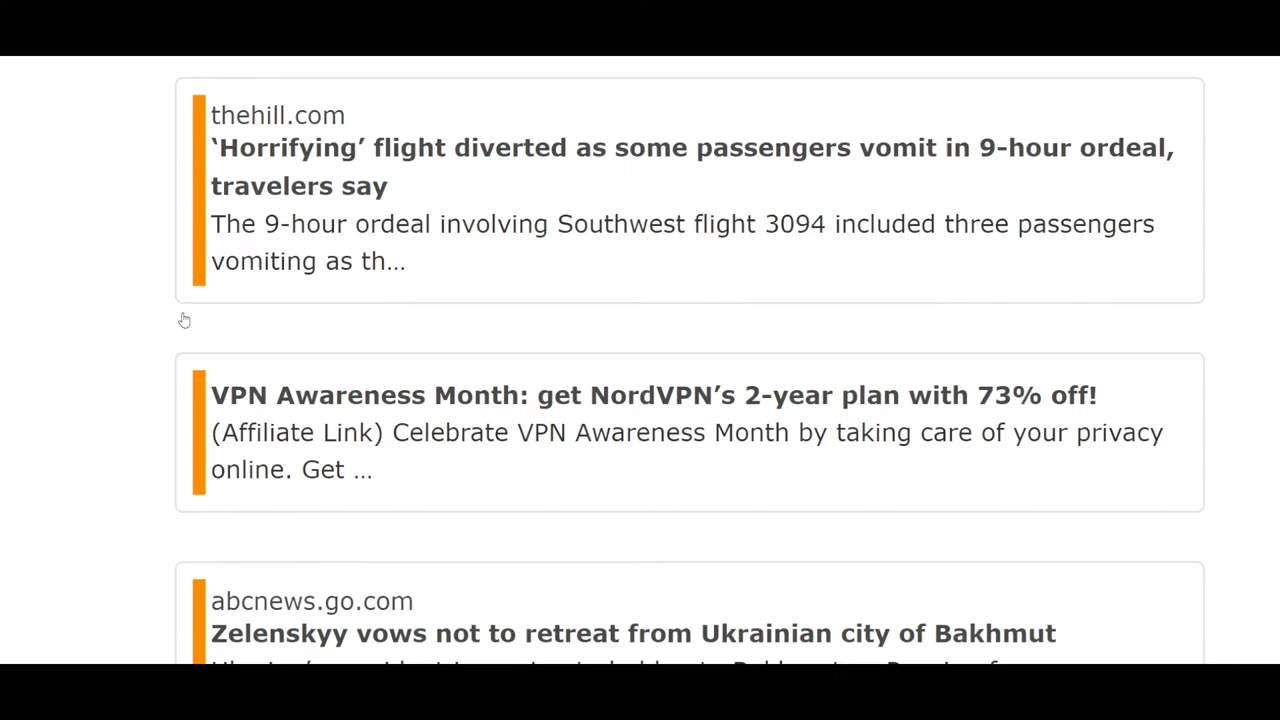 thehill.com
‘Horrifying’ flight diverted as some passengers vomit in 9-hour ordeal,
travelers say
The 9-hour ordeal involving Southwest flight 3094 included three passengers
vomiting as th…
VPN Awareness Month: get NordVPN’s 2-year plan with 73% off!
(Affiliate Link) Celebrate VPN Awareness Month by taking care of your privacy
online. Get …
abcnews.go.com
Zelenskyy vows not to retreat from Ukrainian city of Bakhmut